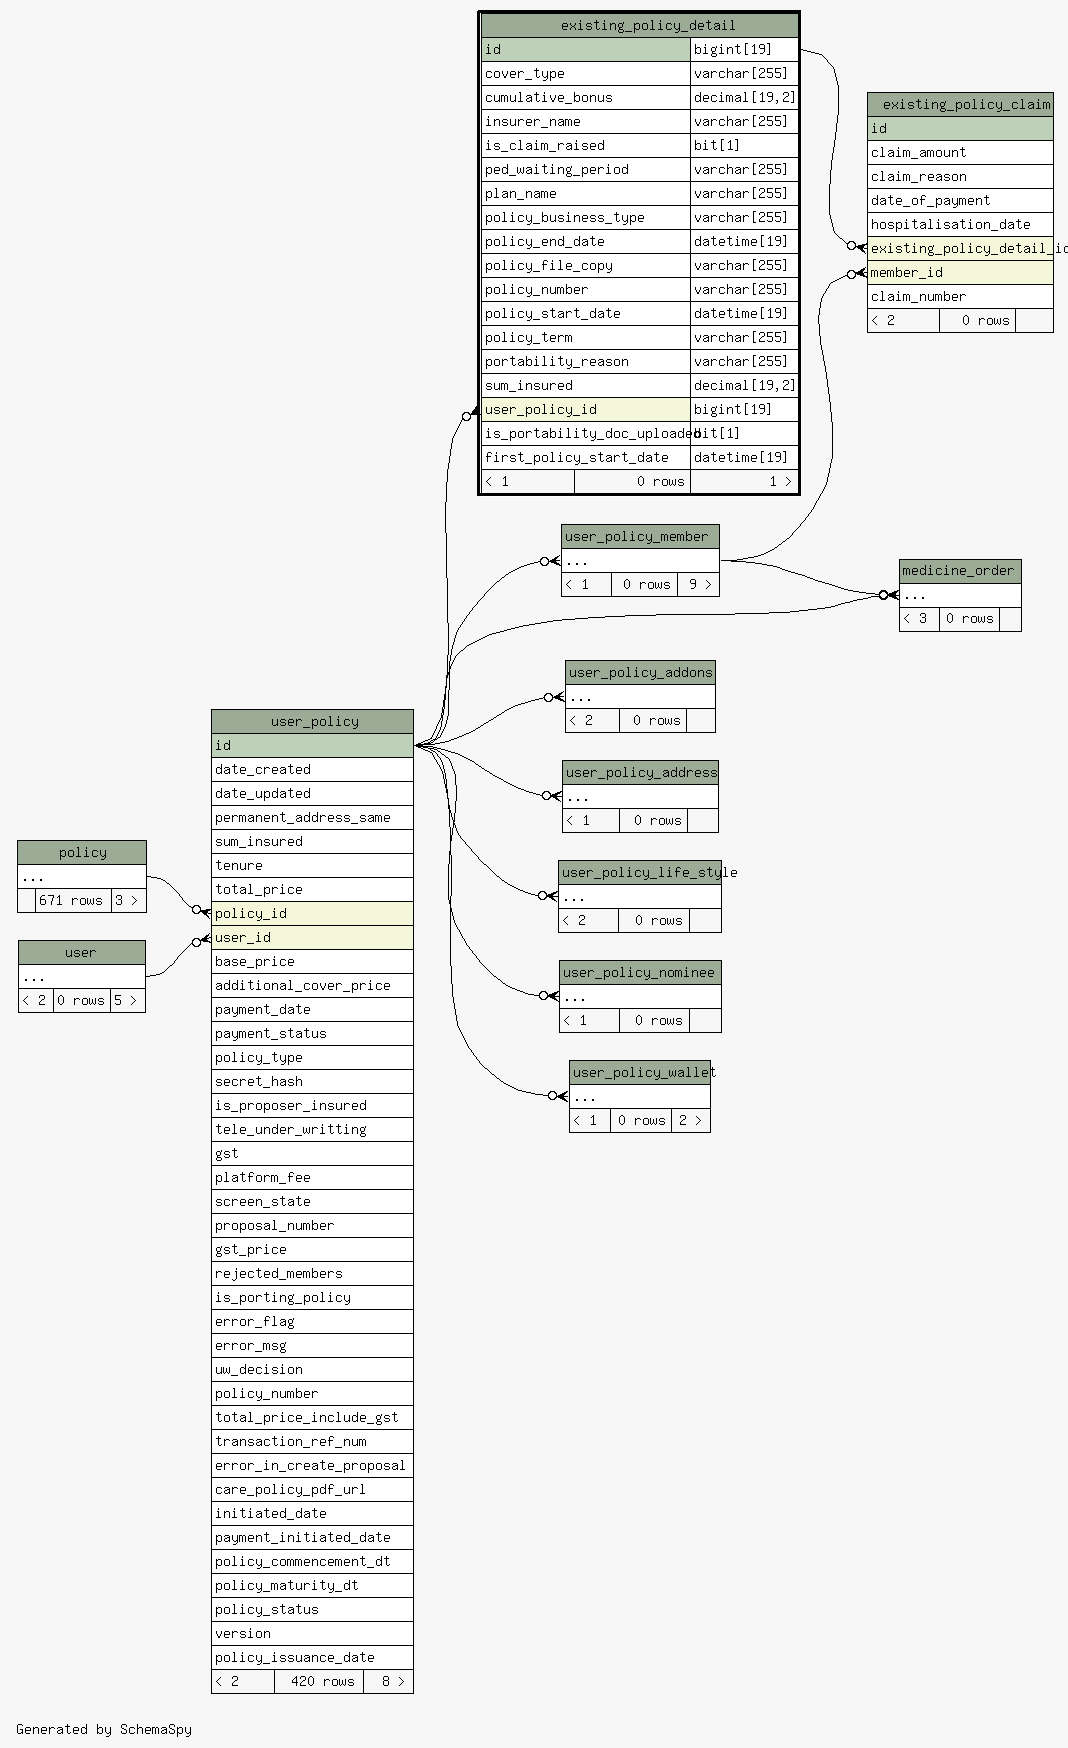 existing_policy_detail
id bigint[19]
cover_type varchar[255]
cumulative_bonus decimal[19,2]
insurer_name varchar[255]
is_claim_raised bit[1]
ped_waiting_period varchar[255]
plan_name varchar[255]
policy_business_type varchar[255]
policy_end_date datetime[19]
policy_file_copy varchar[255]
policy_number varchar[255]
policy_start_date datetime[19]
policy_term varchar[255]
portability_reason varchar[255]
sum_insured decimal[19,2]
user_policy_id bigint[19]
is_portability_doc_uploaded bit[1]
first_policy_start_date datetime[19]
< 1 0 rows 1 >
existing_policy_claim
id
claim_amount
claim_reason
date_of_payment
hospitalisation_date
existing_policy_detail_id
member_id
claim_number
< 2 0 rows
user_policy_member
...
< 1 0 rows 9 >
medicine_order
...
< 3 0 rows
user_policy_addons
...
< 2 0 rows
user_policy_address
...
< 1 0 rows
user_policy_life_style
...
< 2 0 rows
user_policy_nominee
...
< 1 0 rows
user_policy_wallet
...
< 1 0 rows 2 >
policy
...
671 rows 3 >
user
...
< 2 0 rows 5 >
user_policy
id
date_created
date_updated
permanent_address_same
sum_insured
tenure
total_price
policy_id
user_id
base_price
additional_cover_price
payment_date
payment_status
policy_type
secret_hash
is_proposer_insured
tele_under_writting
gst
platform_fee
screen_state
proposal_number
gst_price
rejected_members
is_porting_policy
error_flag
error_msg
uw_decision
policy_number
total_price_include_gst
transaction_ref_num
error_in_create_proposal
care_policy_pdf_url
initiated_date
payment_initiated_date
policy_commencement_dt
policy_maturity_dt
policy_status
version
policy_issuance_date
< 2 420 rows 8 >
Generated by SchemaSpy